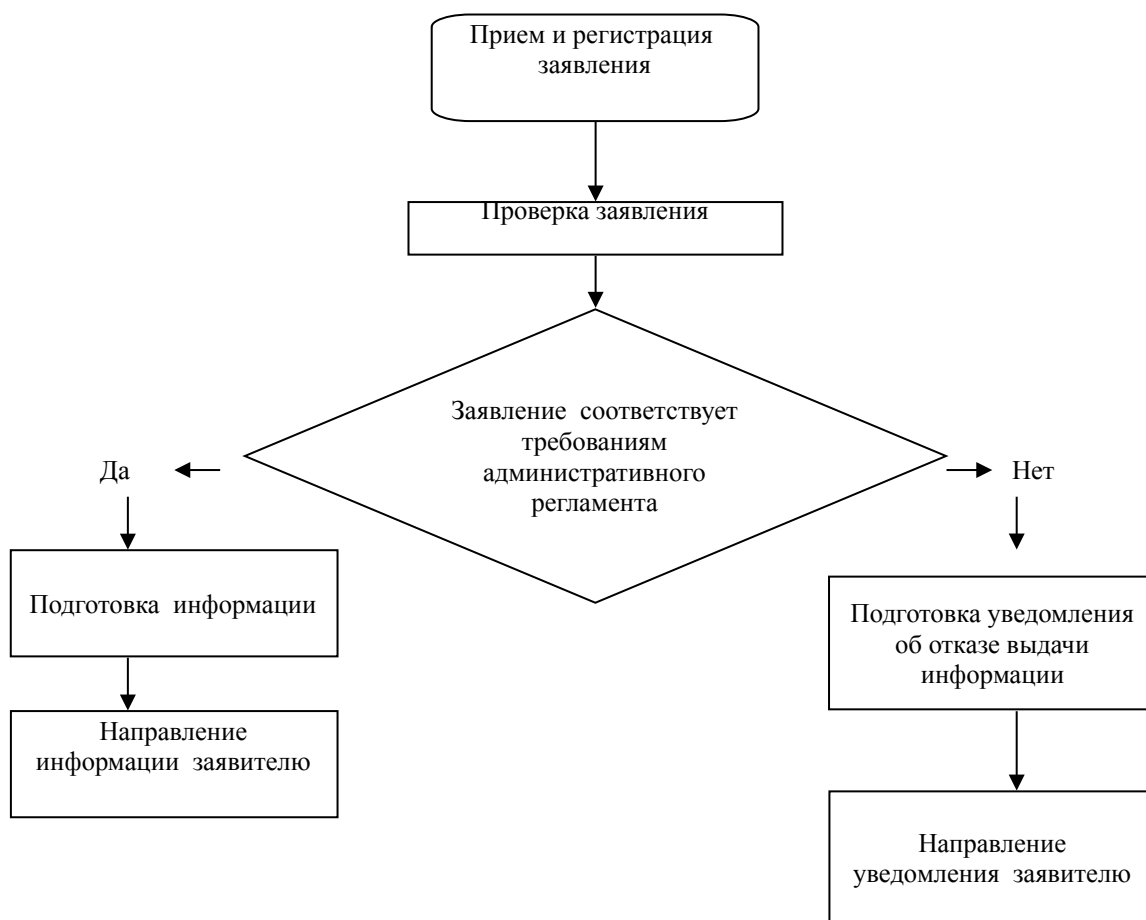 Прием и регистрация
заявления
Проверка заявления
Заявление соответствует
требованиям
административного
регламента
Да
Нет
Подготовка информации
Подготовка уведомления
об отказе выдачи
информации
Направление
информации заявителю
Направление
уведомления заявителю